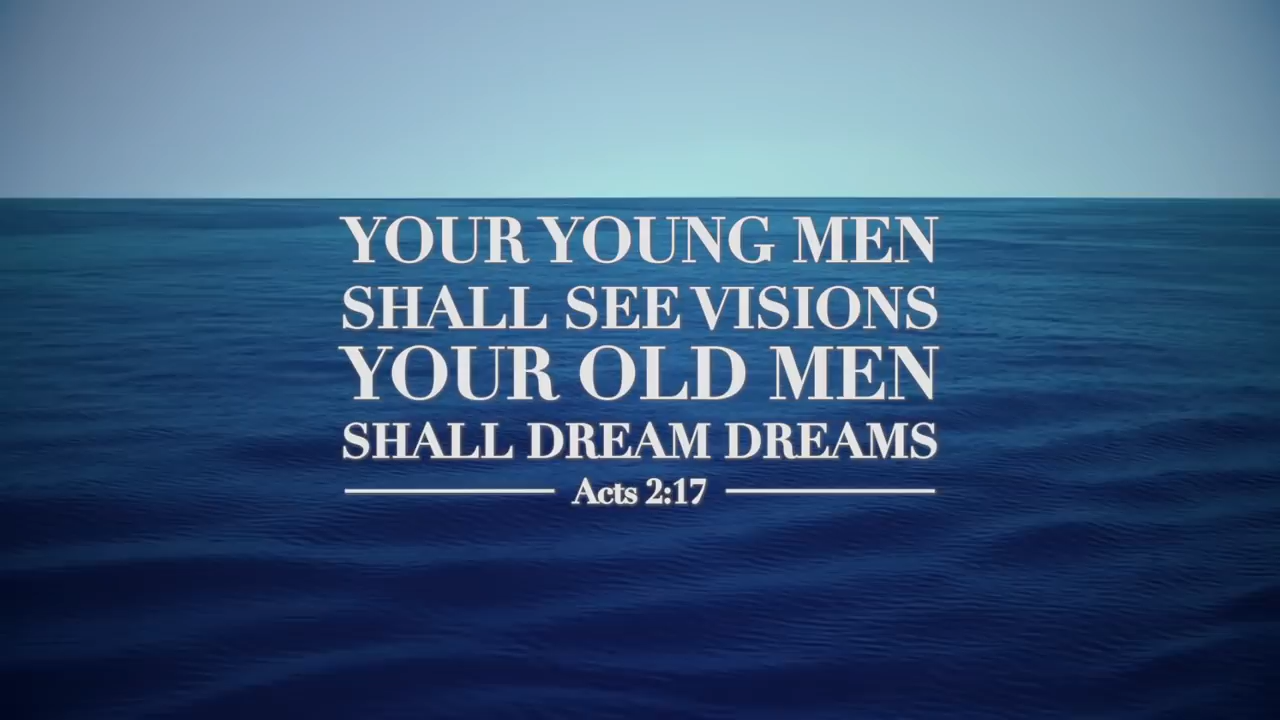 YOUR YOUNG MEN
SHALL SEE VISIONS
YOUR OLD MEN
SHALL DREAM DREAMS
Acts 2:17